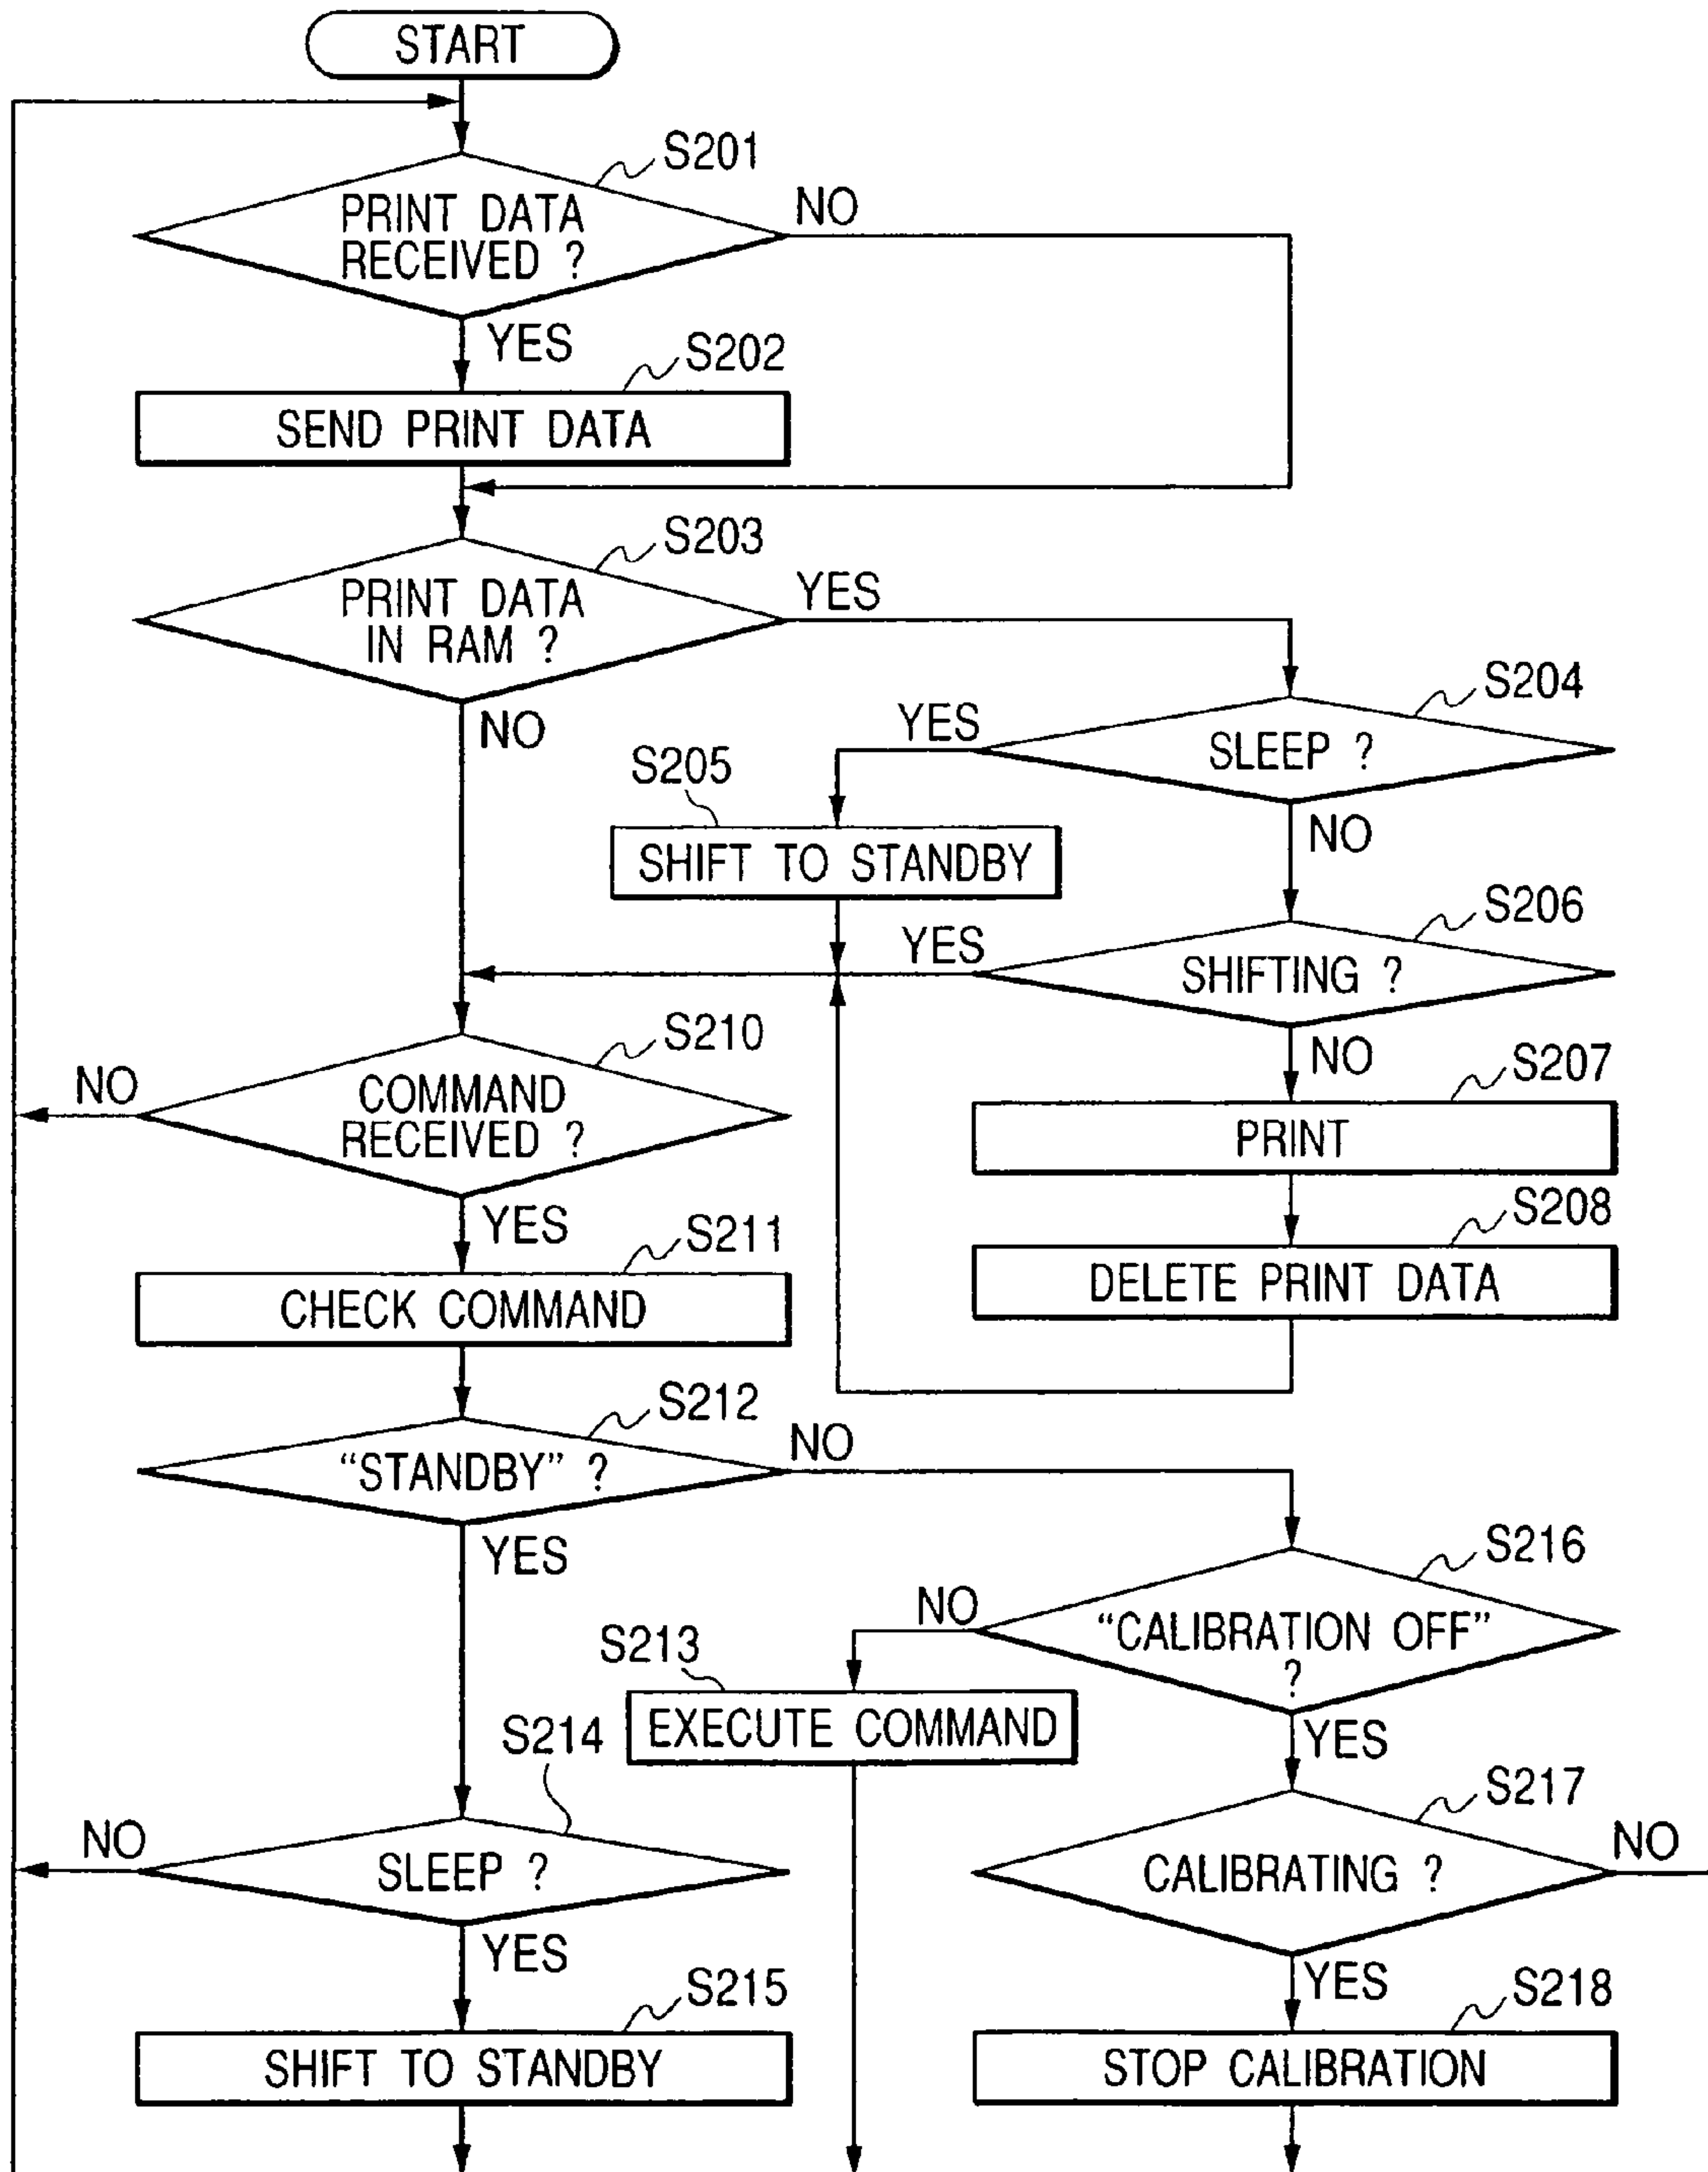 START
S201
PRINT DATA
RECEIVED ?
NO
YES
S202
SEND PRINT DATA
S203
PRINT DATA
IN RAM ?
YES
NO
S204
SLEEP ?
YES
NO
S205
SHIFT TO STANDBY
S206
SHIFTING ?
YES
NO
S207
PRINT
S208
DELETE PRINT DATA
S210
COMMAND
RECEIVED ?
NO
YES
S211
CHECK COMMAND
S212
“STANDBY” ?
NO
YES
S216
“CALIBRATION OFF”
?
NO
YES
S213
EXECUTE COMMAND
S214
SLEEP ?
NO
YES
S217
CALIBRATING ?
NO
YES
S215
SHIFT TO STANDBY
S218
STOP CALIBRATION